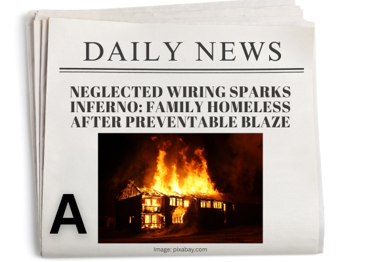 DAILY NEWS
NEGLECTED WIRING SPARKS
INFERNO: FAMILY HOMELESS
AFTER PREVENTABLE BLAZE
A
Image: pixabay.com